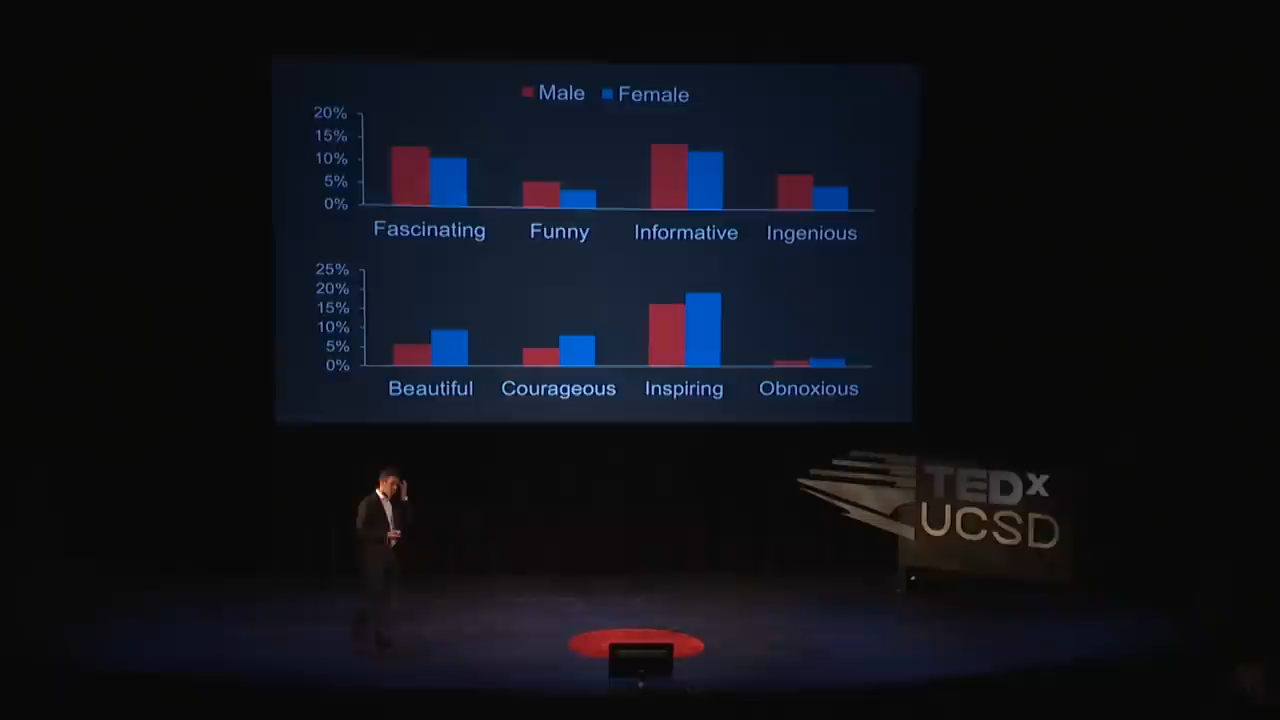 Male Female
20%
15%
10%
5%
0%
Fascinating Funny Informative Ingenious
25%
20%
15%
10%
5%
0%
Beautiful Courageous Inspiring Obnoxious
TEDx
UCSD